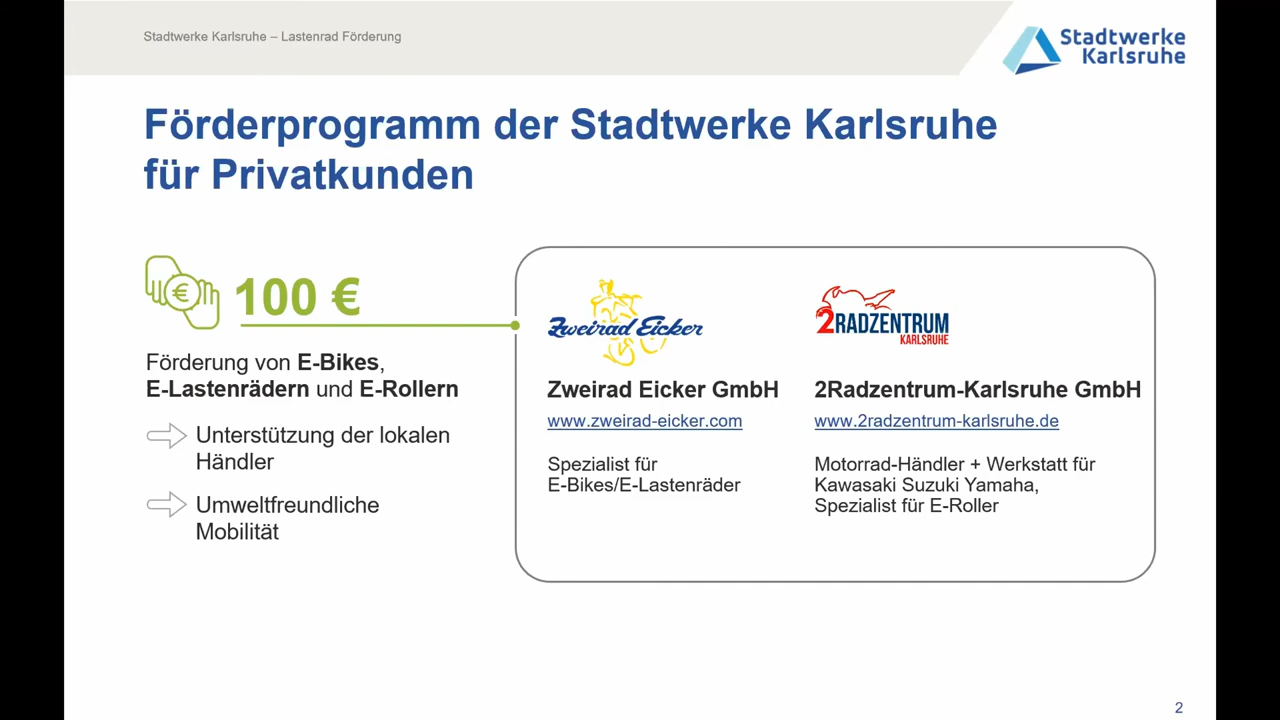 Stadtwerke Karlsruhe – Lastenrad Förderung
Stadtwerke
Karlsruhe
Förderprogramm der Stadtwerke Karlsruhe
für Privatkunden
€
100 €
Förderung von E-Bikes,
E-Lastenrädern und E-Rollern
Unterstützung der lokalen
Händler
Umweltfreundliche
Mobilität
Zweirad Eicker
Zweirad Eicker GmbH
www.zweirad-eicker.com
Spezialist für
E-Bikes/E-Lastenräder
2RADZENTRUM
KARLSRUHE
2Radzentrum-Karlsruhe GmbH
www.2radzentrum-karlsruhe.de
Motorrad-Händler + Werkstatt für
Kawasaki Suzuki Yamaha,
Spezialist für E-Roller
2